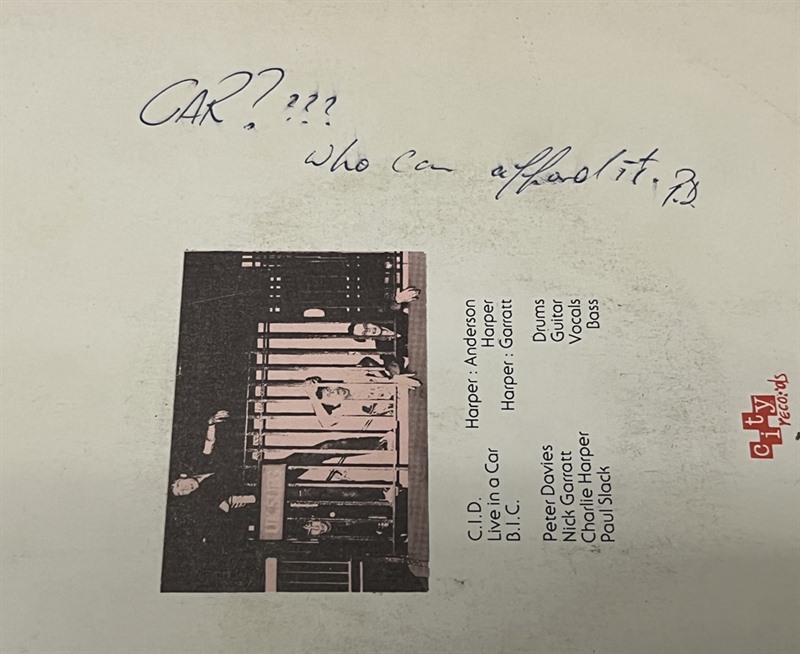 CAR? ???
who can afford it. P.D.
C.I.D. Harper : Anderson
Live in a Car Harper
B.I.C. Harper : Garratt
Peter Davies Drums
Nick Garratt Guitar
Charlie Harper Vocals
Paul Slack Bass
city
records